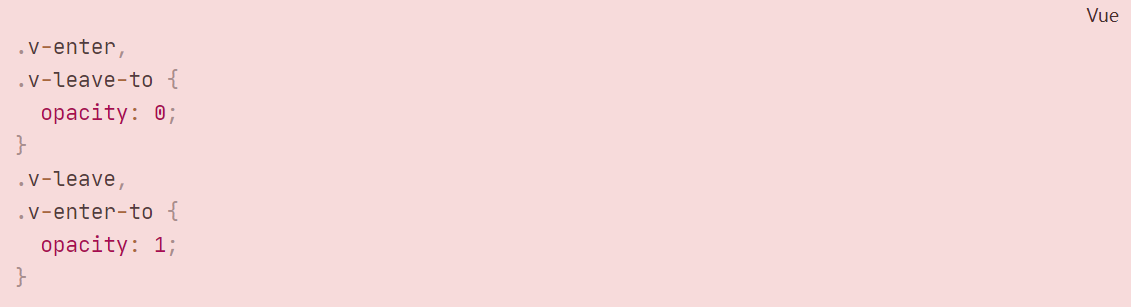 Vue
.v-enter,
.v-leave-to {
  opacity: 0;
}
.v-leave,
.v-enter-to {
  opacity: 1;
}